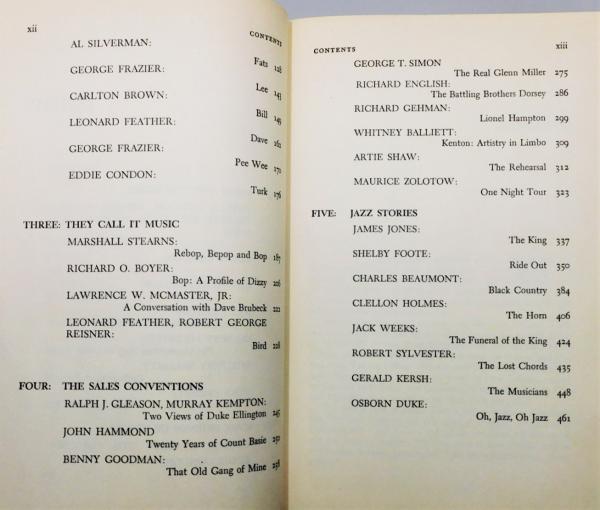 xii
CONTENTS
AL SILVERMAN:
Fats 128
GEORGE FRAZIER:
Lee 143
CARLTON BROWN:
Bill 149
LEONARD FEATHER:
Dave 162
GEORGE FRAZIER:
Pee Wee 170
EDDIE CONDON:
Turk 176
THREE: THEY CALL IT MUSIC
MARSHALL STEARNS:
Rebop, Bepop and Bop 187
RICHARD O. BOYER:
Bop: A Profile of Dizzy 206
LAWRENCE W. MCMASTER, JR:
A Conversation with Dave Brubeck 222
LEONARD FEATHER, ROBERT GEORGE
REISNER:
Bird 228
FOUR: THE SALES CONVENTIONS
RALPH J. GLEASON, MURRAY KEMPTON:
Two Views of Duke Ellington 245
JOHN HAMMOND
Twenty Years of Count Basie 250
BENNY GOODMAN:
That Old Gang of Mine 258
CONTENTS
xiii
GEORGE T. SIMON
The Real Glenn Miller 275
RICHARD ENGLISH:
The Battling Brothers Dorsey 286
RICHARD GEHMAN:
Lionel Hampton 299
WHITNEY BALLIETT:
Kenton: Artistry in Limbo 309
ARTIE SHAW:
The Rehearsal 312
MAURICE ZOLOTOW:
One Night Tour 323
FIVE: JAZZ STORIES
JAMES JONES:
The King 337
SHELBY FOOTE:
Ride Out 350
CHARLES BEAUMONT:
Black Country 384
CLELLON HOLMES:
The Horn 406
JACK WEEKS:
The Funeral of the King 424
ROBERT SYLVESTER:
The Lost Chords 435
GERALD KERSH:
The Musicians 448
OSBORN DUKE:
Oh, Jazz, Oh Jazz 461